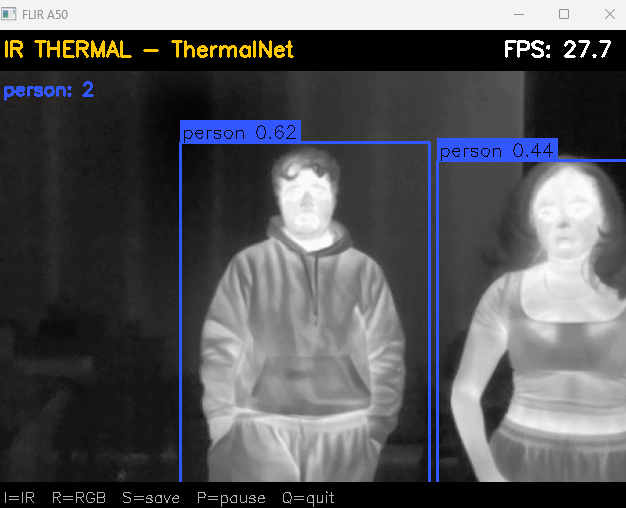 FLIR A50
IR THERMAL – ThermalNet
FPS: 27.7
person: 2
person 0.62
person 0.44
I=IR R=RGB S=save P=pause Q=quit